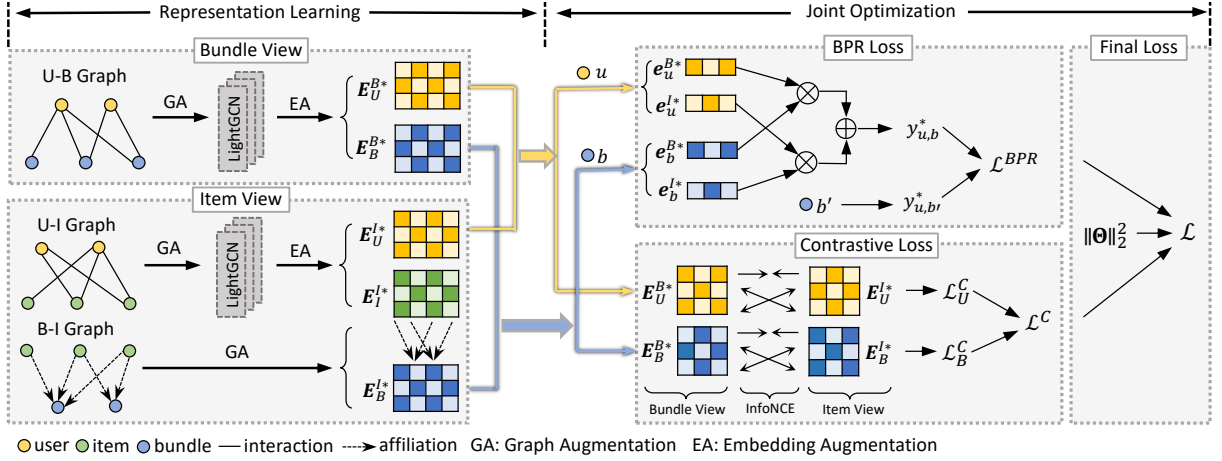 Representation Learning
Joint Optimization
Bundle View
U-B Graph
GA
LightGCN
EA
E_U^{B*}
E_B^{B*}
Item View
U-I Graph
GA
LightGCN
EA
E_U^{I*}
E_I^{I*}
B-I Graph
GA
E_B^{I*}
u
b
BPR Loss
e_u^{B*}
e_u^{I*}
e_b^{B*}
e_b^{I*}
y_{u,b}^*
b′
y_{u,b′}^*
ℒ^{BPR}
Contrastive Loss
E_U^{B*}
E_U^{I*}
ℒ_U^C
E_B^{B*}
E_B^{I*}
ℒ_B^C
ℒ^C
Bundle View InfoNCE Item View
Final Loss
‖Θ‖_2^2
ℒ
user item bundle interaction affiliation GA: Graph Augmentation EA: Embedding Augmentation